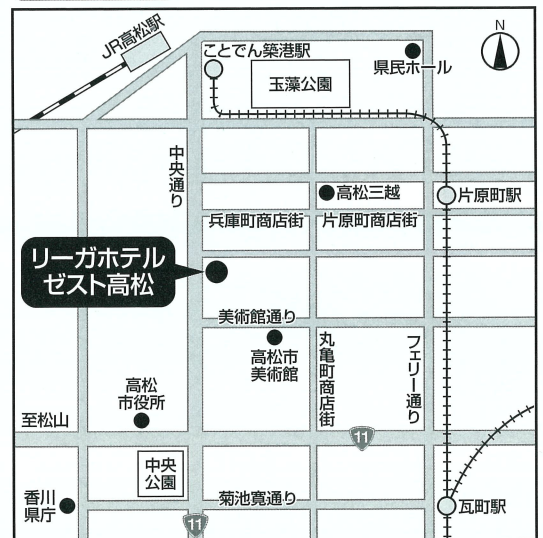 JR高松駅
ことでん築港駅
県民ホール
N
玉藻公園
中央通り
高松三越
片原町駅
兵庫町商店街
片原町商店街
リーガホテル
ゼスト高松
美術館通り
高松市
美術館
丸亀町商店街
フェリー通り
高松
市役所
至松山
11
中央
公園
香川
県庁
菊池寛通り
瓦町駅
11